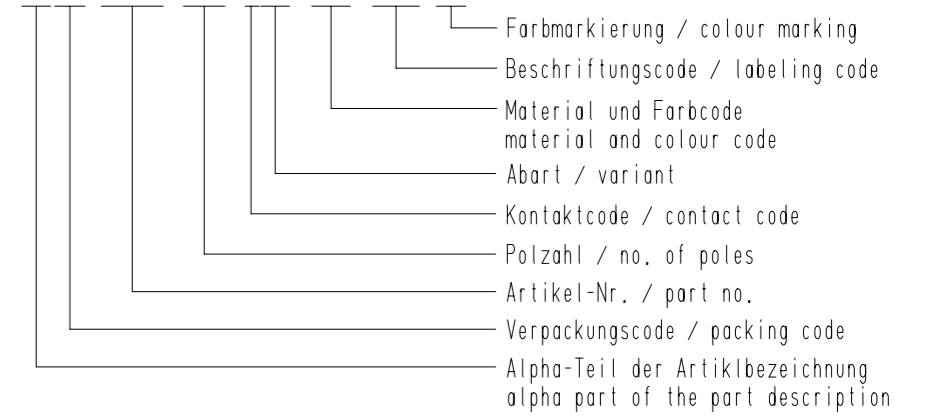 Farbmarkierung / colour marking
Beschriftungscode / labeling code
Material und Farbcode
material and colour code
Abart / variant
Kontaktcode / contact code
Polzahl / no. of poles
Artikel-Nr. / part no.
Verpackungscode / packing code
Alpha-Teil der Artiklbezeichnung
alpha part of the part description